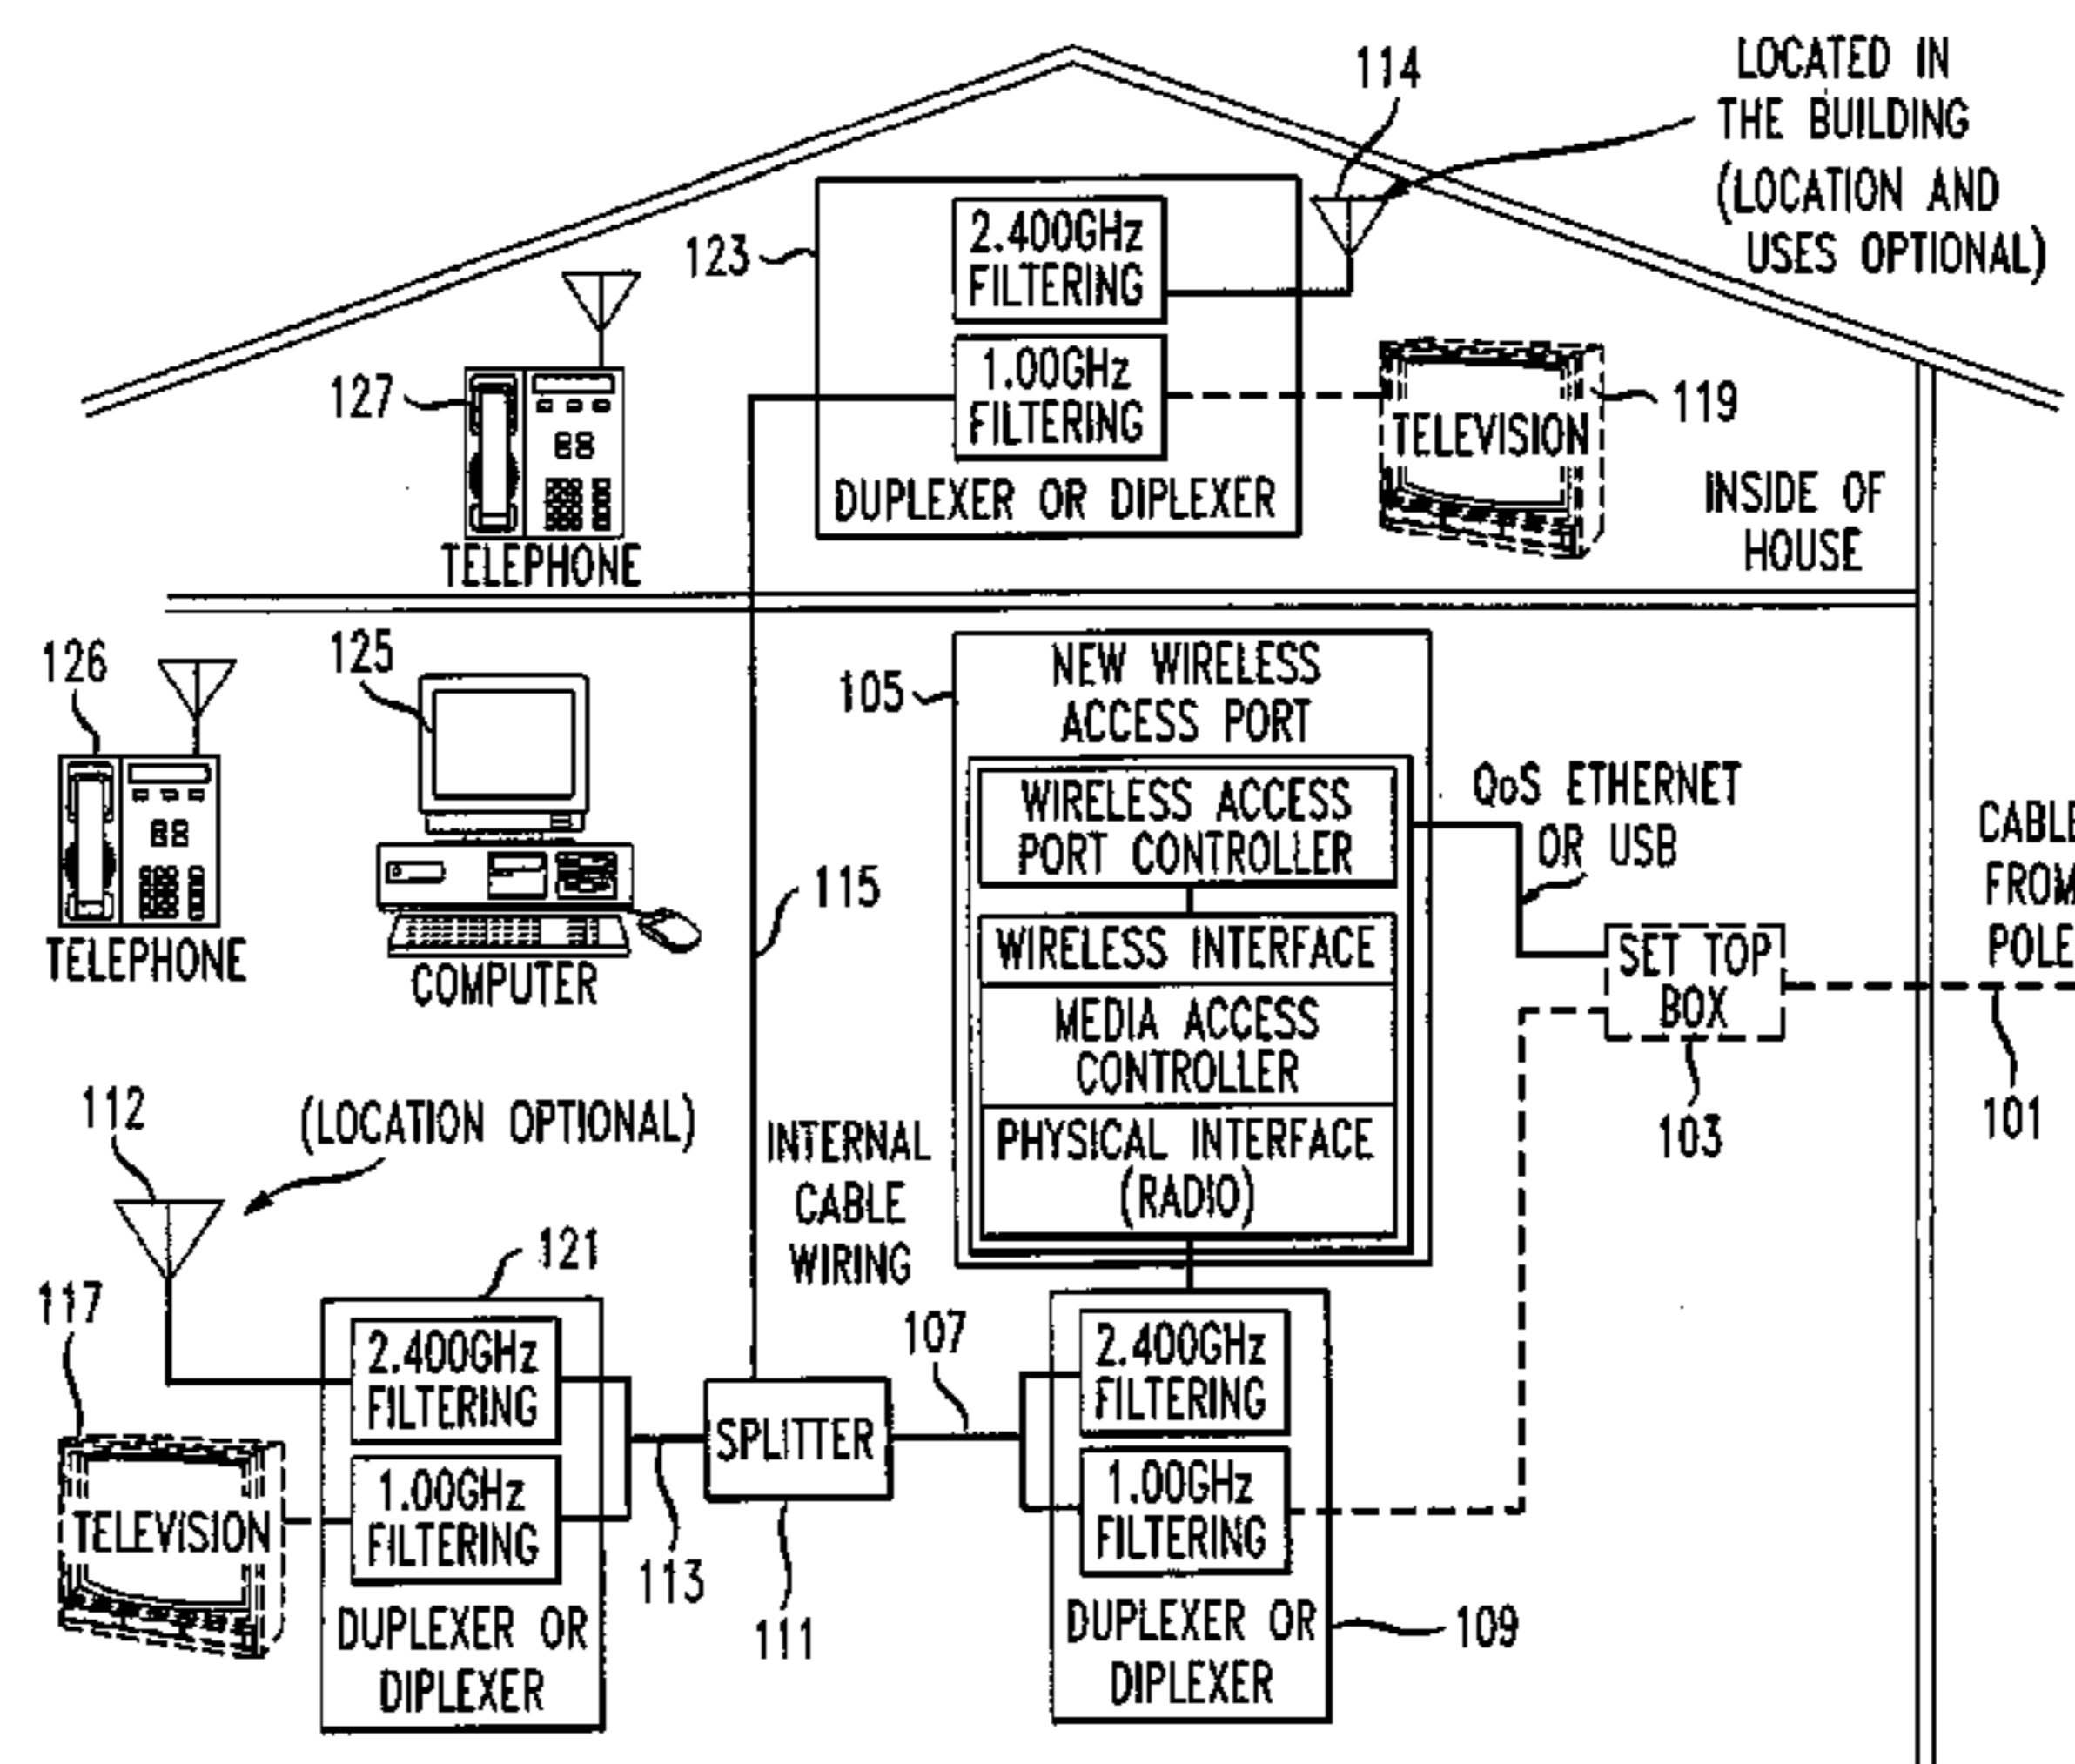 114
LOCATED IN
THE BUILDING
(LOCATION AND
USES OPTIONAL)
123
2.400GHz
FILTERING
1.00GHz
FILTERING
DUPLEXER OR DIPLEXER
127
TELEPHONE
TELEVISION
119
INSIDE OF
HOUSE
126
TELEPHONE
125
COMPUTER
115
105
NEW WIRELESS
ACCESS PORT
WIRELESS ACCESS
PORT CONTROLLER
WIRELESS INTERFACE
MEDIA ACCESS
CONTROLLER
PHYSICAL INTERFACE
(RADIO)
QoS ETHERNET
OR USB
SET TOP
BOX
103
CABLE
FROM
POLE
101
112
(LOCATION OPTIONAL)
INTERNAL
CABLE
WIRING
117
TELEVISION
121
2.400GHz
FILTERING
1.00GHz
FILTERING
DUPLEXER OR
DIPLEXER
113
SPLITTER
111
107
2.400GHz
FILTERING
1.00GHz
FILTERING
DUPLEXER OR
DIPLEXER
109